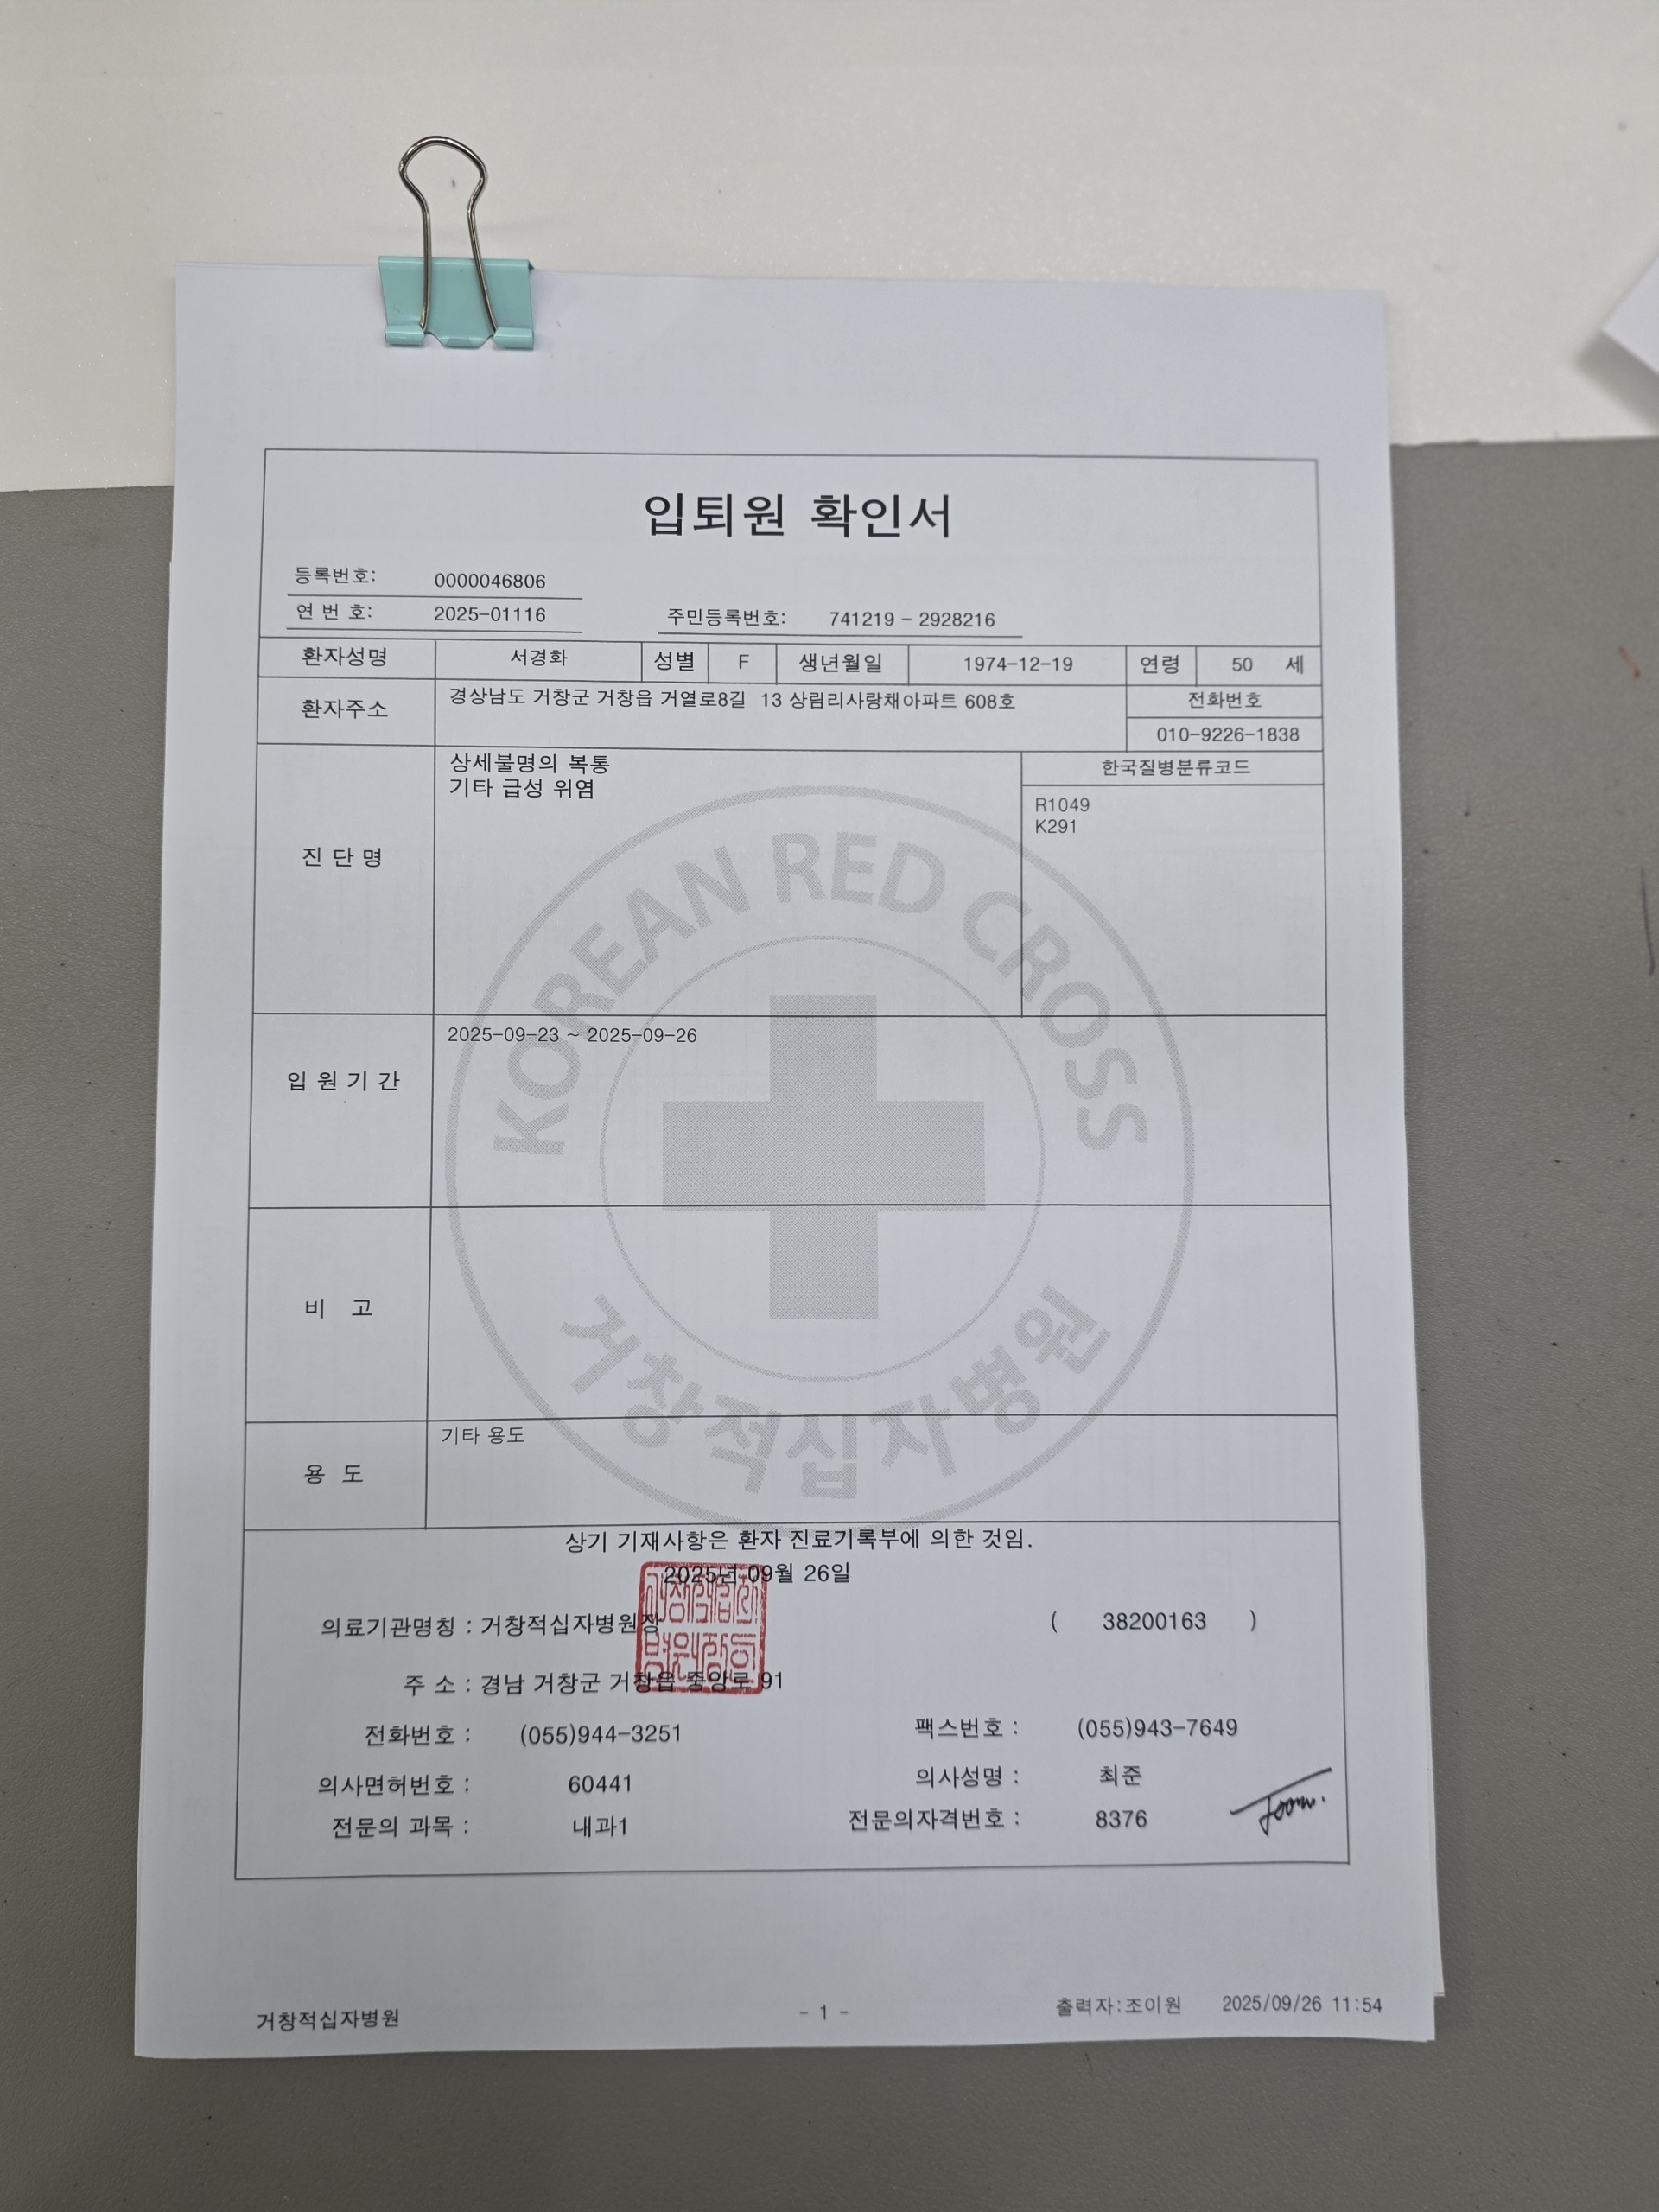 입퇴원 확인서
등록번호: 0000046806
연 번 호: 2025-01116 주민등록번호: 741219 - 2928216
환자성명 서경화 성별 F 생년월일 1974-12-19 연령 50 세
환자주소 경상남도 거창군 거창읍 거열로8길 13 상림리사랑채아파트 608호 전화번호
010-9226-1838
진 단 명 상세불명의 복통 한국질병분류코드
기타 급성 위염
R1049
K291
KOREAN RED CROSS
입 원 기 간 2025-09-23 ~ 2025-09-26
비 고
거창적십자병원
용 도 기타 용도
상기 기재사항은 환자 진료기록부에 의한 것임.
2025년 09월 26일
의료기관명칭 : 거창적십자병원장 ( 38200163 )
주 소 : 경남 거창군 거창읍 중앙로 91
전화번호 : (055)944-3251 팩스번호 : (055)943-7649
의사면허번호 : 60441 의사성명 : 최준
전문의 과목 : 내과1 전문의자격번호 : 8376
거창적십자병원 - 1 - 출력자:조이원 2025/09/26 11:54